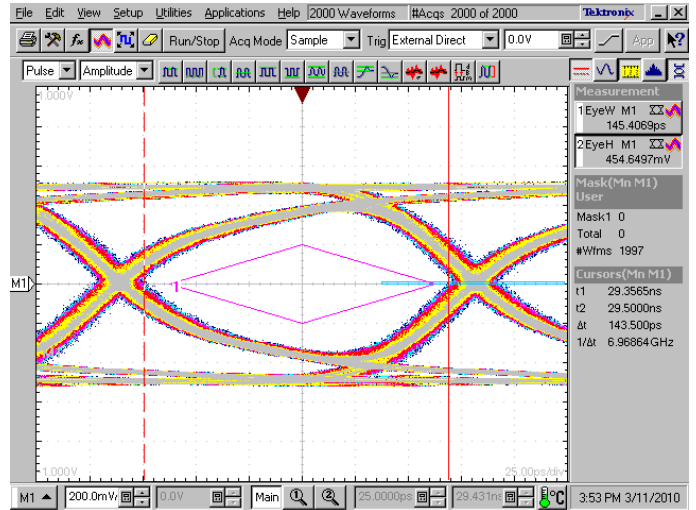 File Edit View Setup Utilities Applications Help 2000 Waveforms #Acqs 2000 of 2000 Tektronix
Run/Stop Acq Mode Sample Trig External Direct 0.0V App
Pulse Amplitude
1.000V
Measurement
1 EyeW M1
145.4069ps
2 EyeH M1
454.6497mV
Mask(Mn M1)
User
Mask1 0
Total 0
#Wfms 1997
Cursors(Mn M1)
t1 29.3565ns
t2 29.5000ns
Δt 143.500ps
1/Δt 6.96864GHz
M1
1
-1.000V 25.00ps/div
M1 200.0mV/ 0.0V Main 25.0000ps 29.431ns °C 3:53 PM 3/11/2010